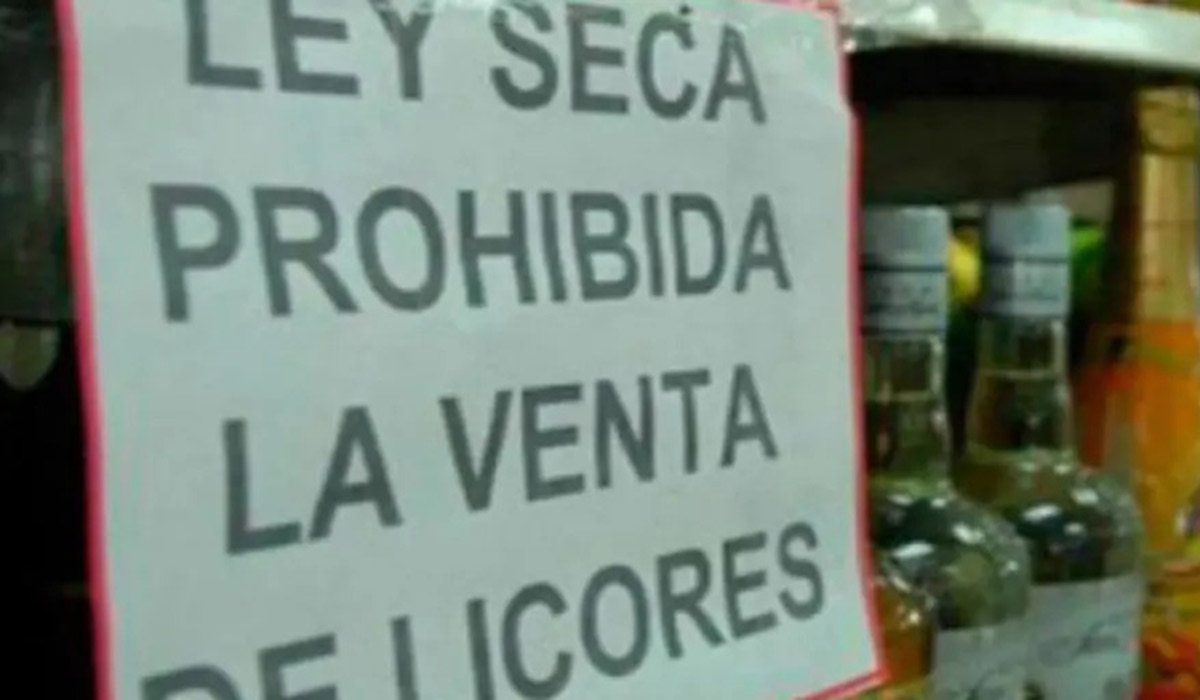 LEY SECA
PROHIBIDA
LA VENTA
DE LICORES